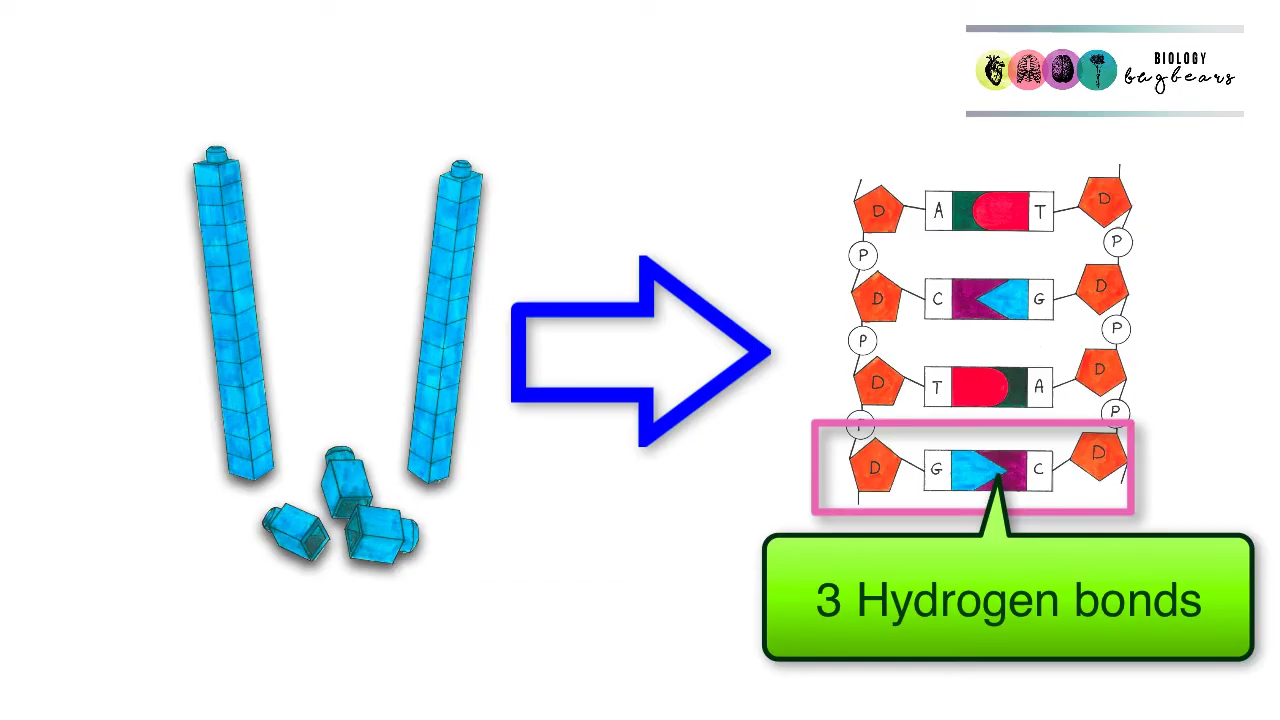 BIOLOGY
bugbears
D A T D
P P
D C G D
P P
D T A D
P P
D G C D
3 Hydrogen bonds